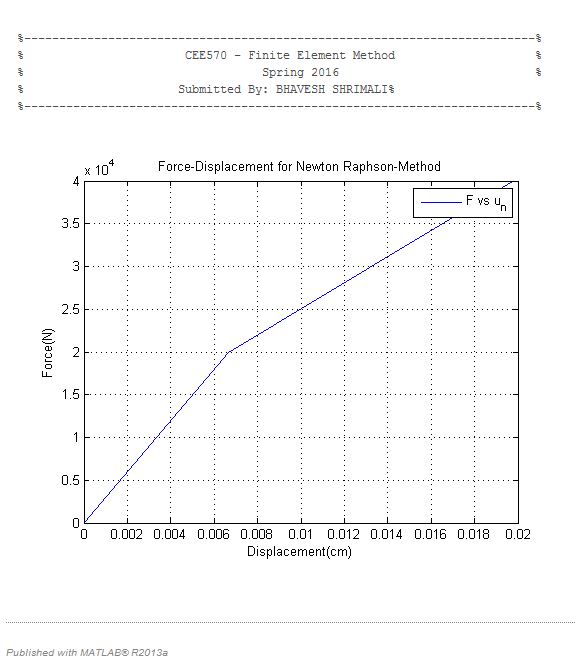 %-----------------------------------------------------------------------%
% CEE570 - Finite Element Method %
% Spring 2016 %
% Submitted By: BHAVESH SHRIMALI%
%-----------------------------------------------------------------------%
Force-Displacement for Newton Raphson-Method
x 10^4
F vs u_n
4
3.5
3
2.5
2
1.5
1
0.5
0
Force(N)
0 0.002 0.004 0.006 0.008 0.01 0.012 0.014 0.016 0.018 0.02
Displacement(cm)
Published with MATLAB® R2013a